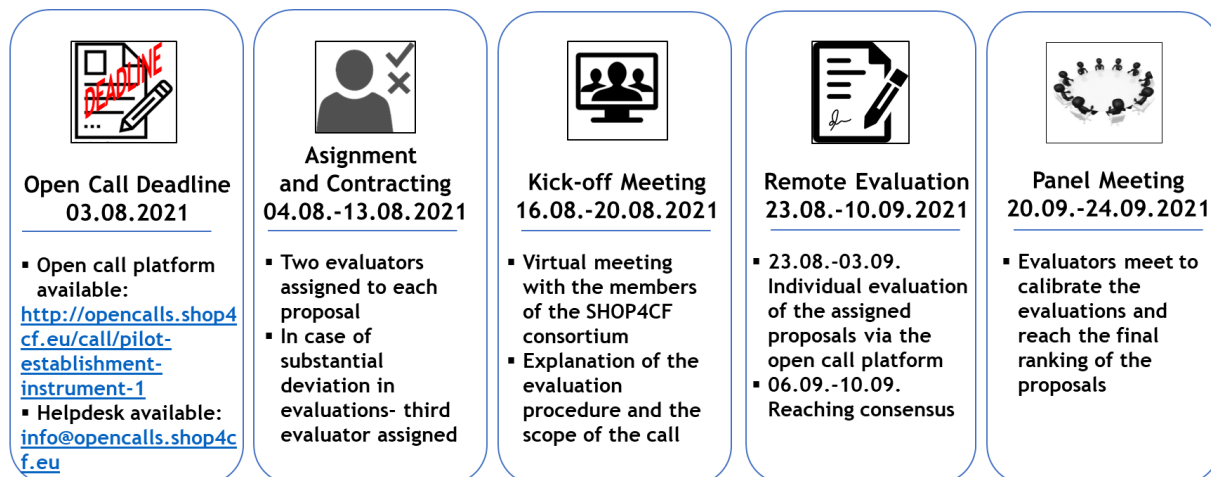 DEADLINE
Open Call Deadline
03.08.2021
▪ Open call platform
available:
http://opencalls.shop4
cf.eu/call/pilot-
establishment-
instrument-1
▪ Helpdesk available:
info@opencalls.shop4c
f.eu
Asignment
and Contracting
04.08.-13.08.2021
▪ Two evaluators
assigned to each
proposal
▪ In case of
substantial
deviation in
evaluations- third
evaluator assigned
Kick-off Meeting
16.08.-20.08.2021
▪ Virtual meeting
with the members
of the SHOP4CF
consortium
▪ Explanation of the
evaluation
procedure and the
scope of the call
Remote Evaluation
23.08.-10.09.2021
▪ 23.08.-03.09.
Individual evaluation
of the assigned
proposals via the
open call platform
▪ 06.09.-10.09.
Reaching consensus
Panel Meeting
20.09.-24.09.2021
▪ Evaluators meet to
calibrate the
evaluations and
reach the final
ranking of the
proposals